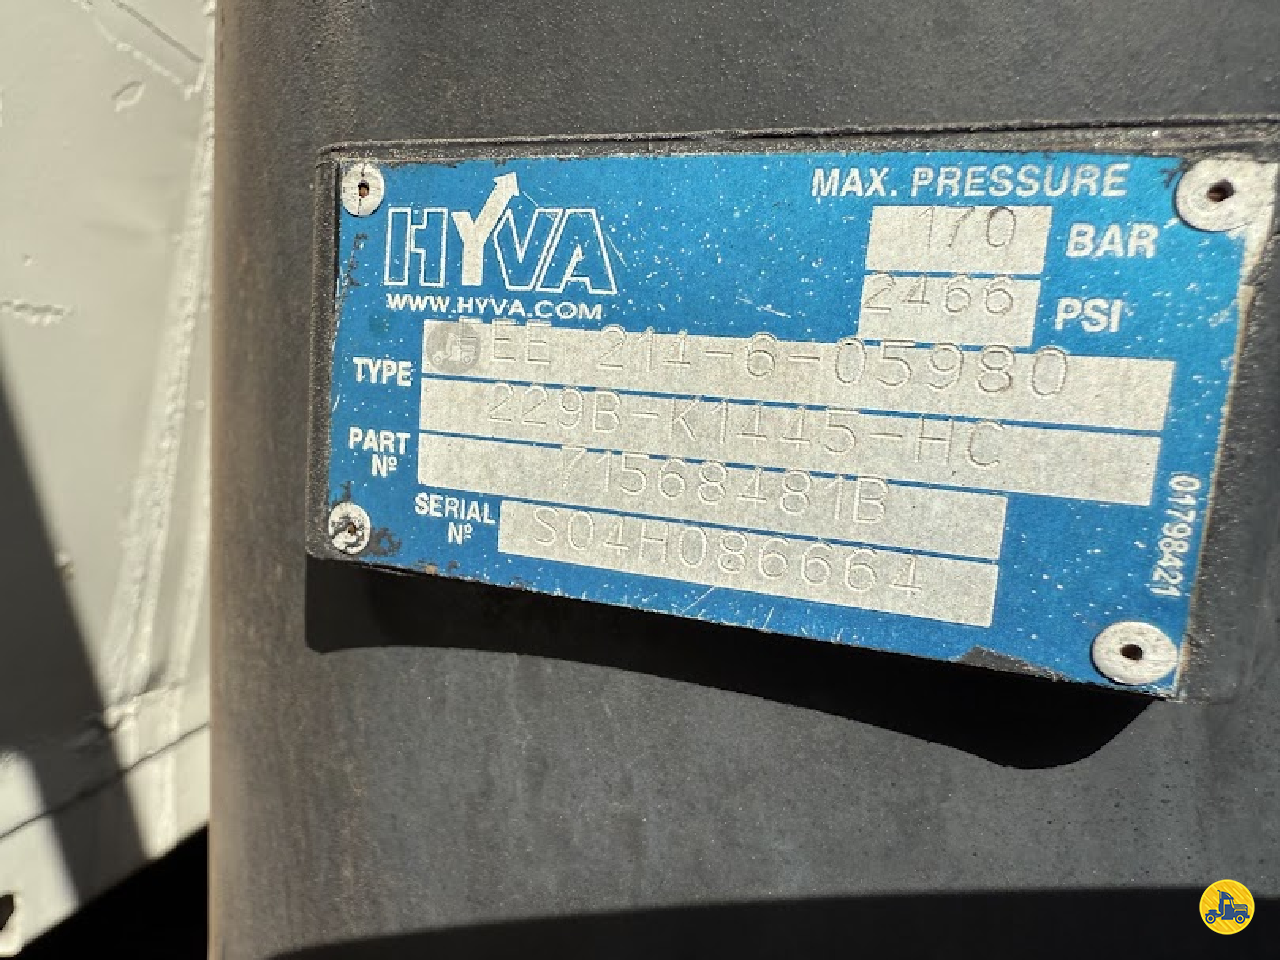 HYVA
WWW.HYVA.COM
MAX. PRESSURE
170 BAR
2466 PSI
TYPE
FEE 214-6-05980
229B-K1445-HC
PART Nº
71568481B
SERIAL Nº
S04H086664
01798421